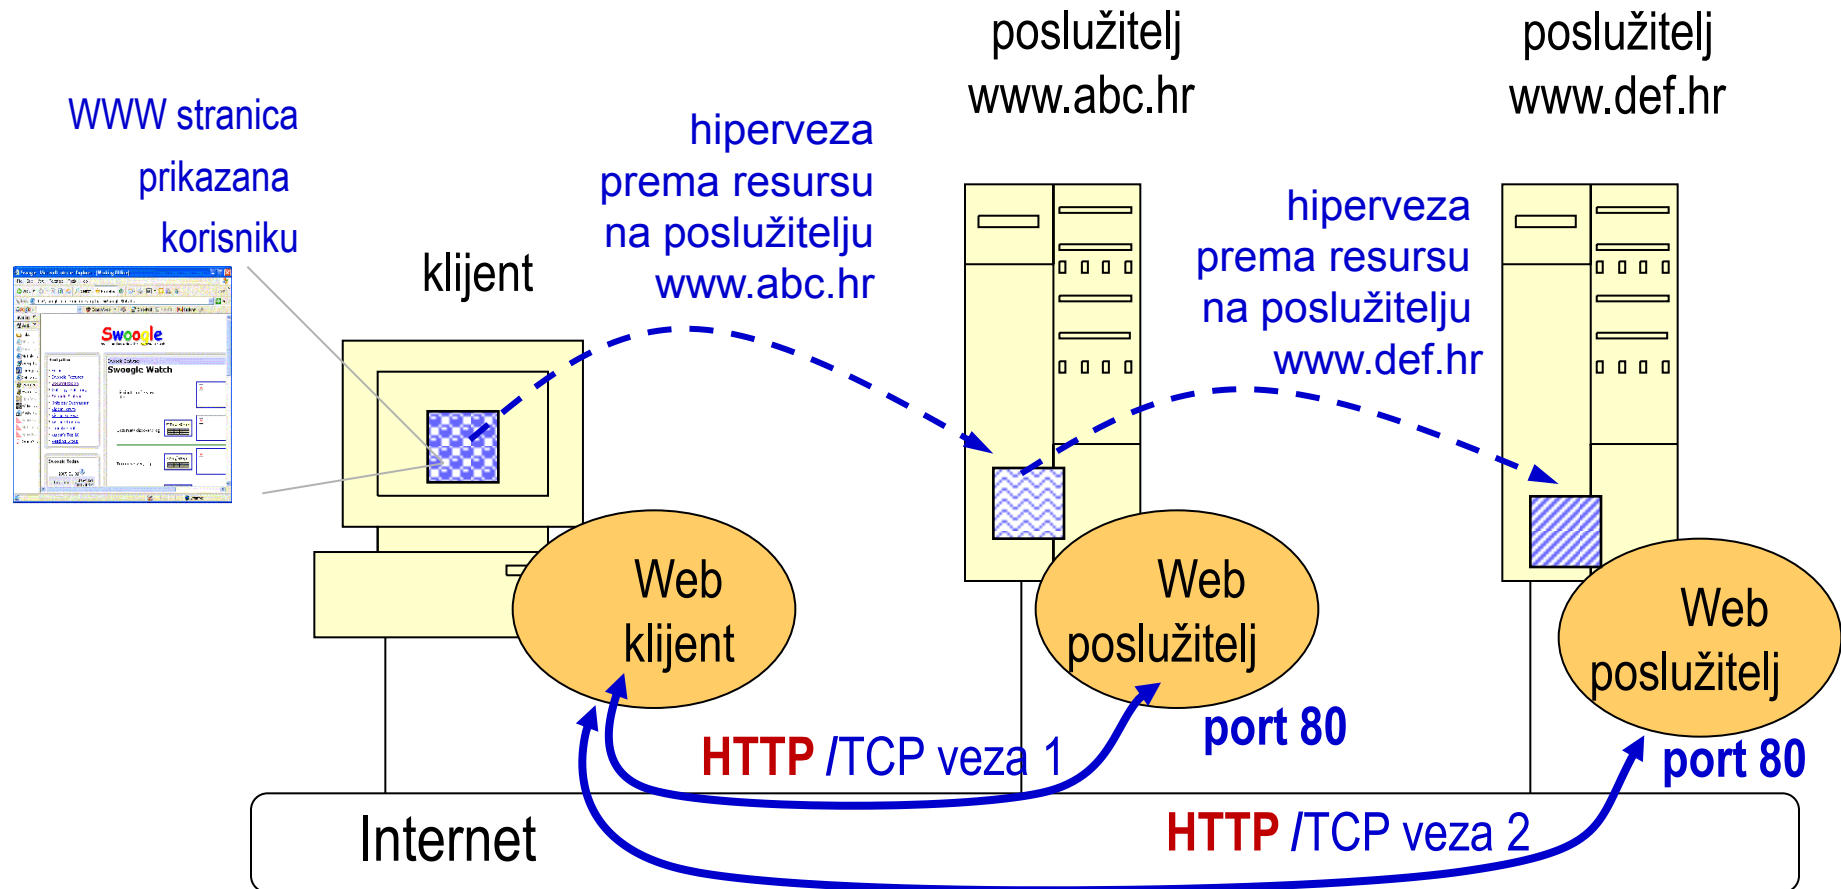 poslužitelj
www.abc.hr
poslužitelj
www.def.hr
WWW stranica
prikazana
korisniku
hiperveza
prema resursu
na poslužitelju
www.abc.hr
hiperveza
prema resursu
na poslužitelju
www.def.hr
klijent
Swoogle
Swoogle Watch
Web
klijent
Web
poslužitelj
Web
poslužitelj
port 80
port 80
HTTP /TCP veza 1
HTTP /TCP veza 2
Internet